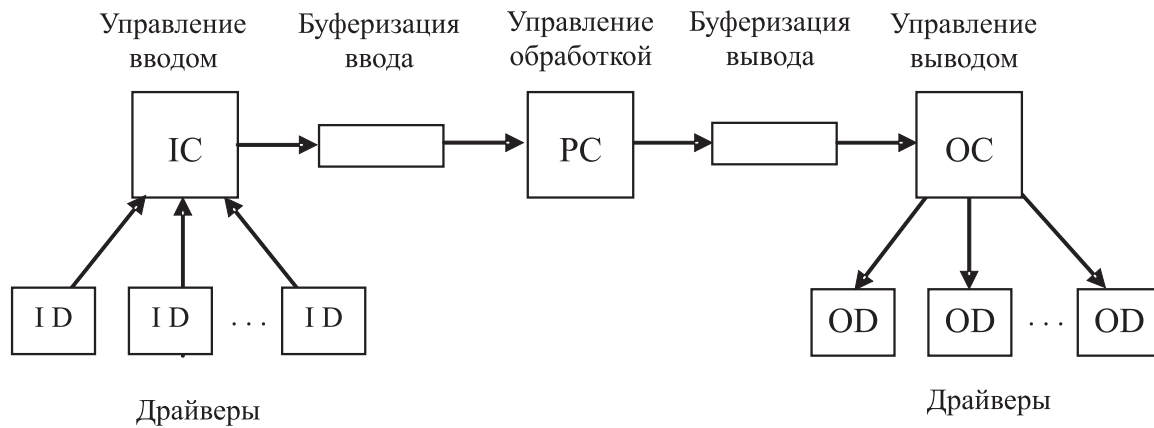 Управление
вводом
Буферизация
ввода
Управление
обработкой
Буферизация
вывода
Управление
выводом
IC
PC
OC
I D
I D
. . .
I D
OD
OD
. . .
OD
Драйверы
Драйверы